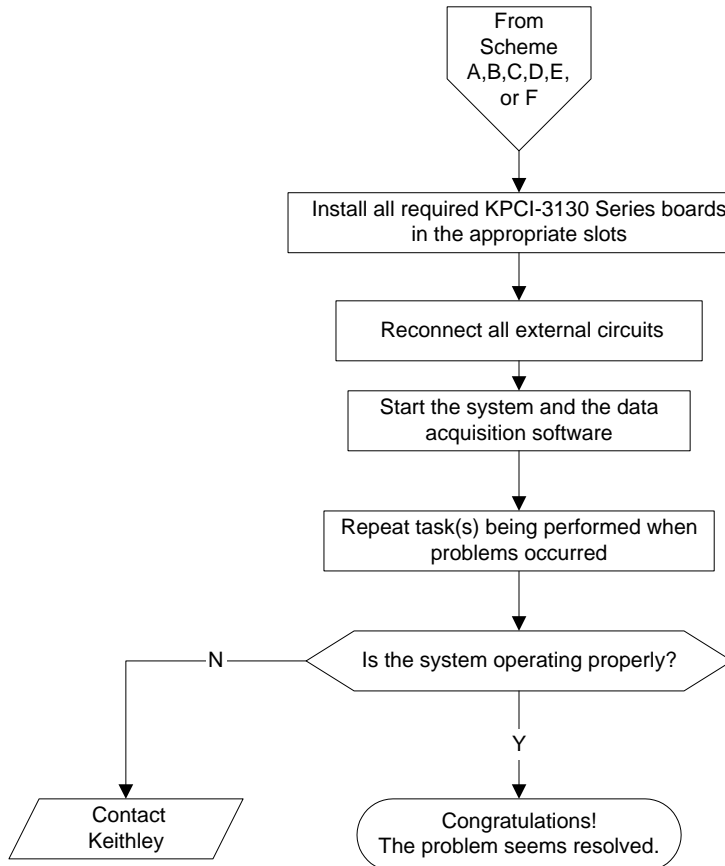 From
Scheme
A,B,C,D,E,
or F
Install all required KPCI-3130 Series boards
in the appropriate slots
Reconnect all external circuits
Start the system and the data
acquisition software
Repeat task(s) being performed when
problems occurred
Is the system operating properly?
N
Y
Contact
Keithley
Congratulations!
The problem seems resolved.